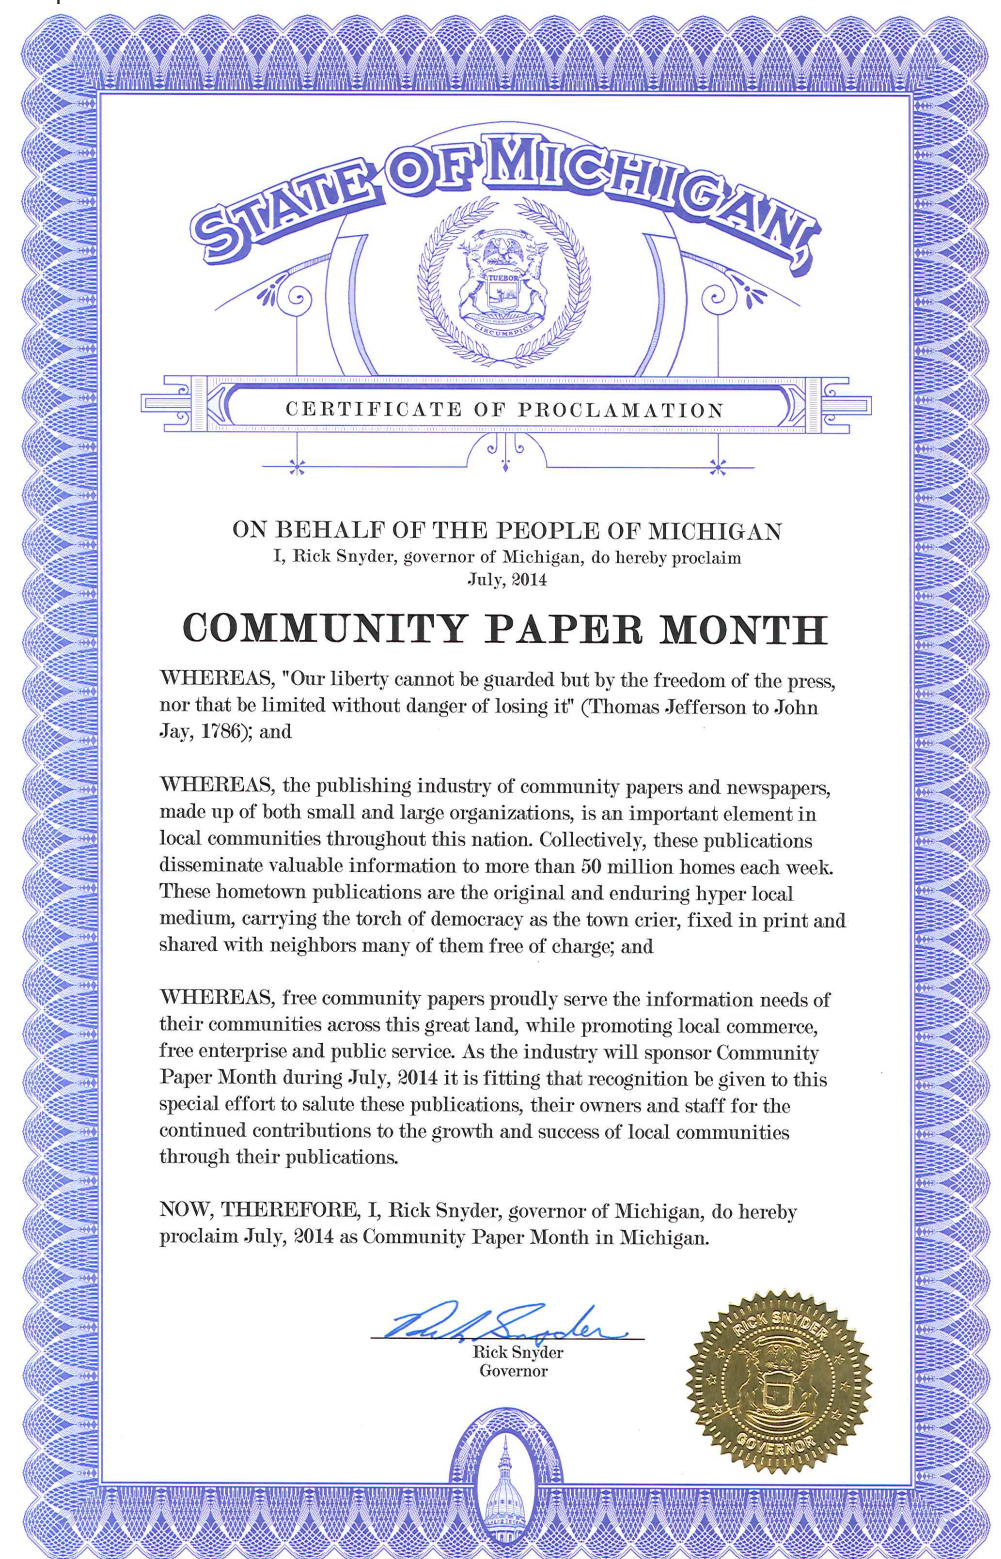 STATE OF MICHIGAN,
TUEBOR
CIRCUMSPICE
CERTIFICATE OF PROCLAMATION
ON BEHALF OF THE PEOPLE OF MICHIGAN
I, Rick Snyder, governor of Michigan, do hereby proclaim
July, 2014
COMMUNITY PAPER MONTH
WHEREAS, "Our liberty cannot be guarded but by the freedom of the press,
nor that be limited without danger of losing it" (Thomas Jefferson to John
Jay, 1786); and
WHEREAS, the publishing industry of community papers and newspapers,
made up of both small and large organizations, is an important element in
local communities throughout this nation. Collectively, these publications
disseminate valuable information to more than 50 million homes each week.
These hometown publications are the original and enduring hyper local
medium, carrying the torch of democracy as the town crier, fixed in print and
shared with neighbors many of them free of charge; and
WHEREAS, free community papers proudly serve the information needs of
their communities across this great land, while promoting local commerce,
free enterprise and public service. As the industry will sponsor Community
Paper Month during July, 2014 it is fitting that recognition be given to this
special effort to salute these publications, their owners and staff for the
continued contributions to the growth and success of local communities
through their publications.
NOW, THEREFORE, I, Rick Snyder, governor of Michigan, do hereby
proclaim July, 2014 as Community Paper Month in Michigan.
Rick Snyder
Rick Snyder
Governor
RICK SNYDER
GOVERNOR